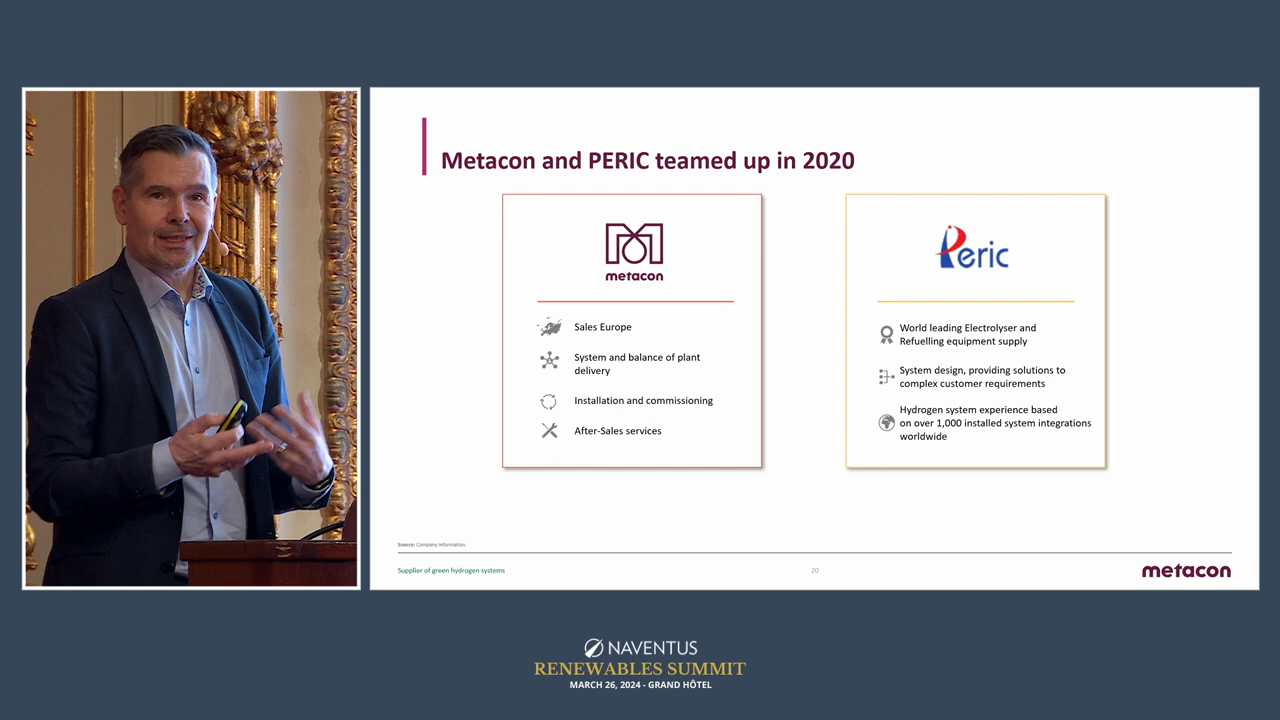 Metacon and PERIC teamed up in 2020
metacon
Sales Europe
System and balance of plant
delivery
Installation and commissioning
After-Sales services
Peric
World leading Electrolyser and
Refuelling equipment supply
System design, providing solutions to
complex customer requirements
Hydrogen system experience based
on over 1,000 installed system integrations
worldwide
Source: Company information.
Supplier of green hydrogen systems
20
metacon
NAVENTUS
RENEWABLES SUMMIT
MARCH 26, 2024 - GRAND HÔTEL